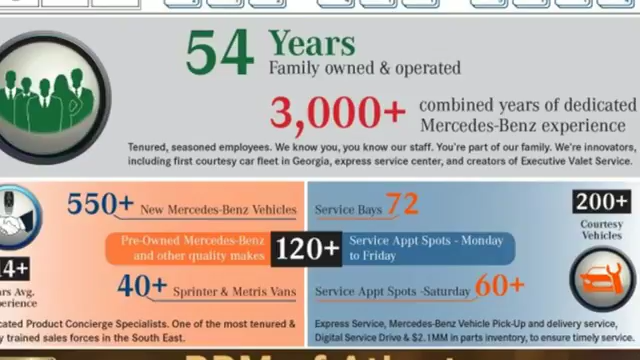 54 Years
Family owned & operated
3,000+ combined years of dedicated
Mercedes-Benz experience
Tenured, seasoned employees. We know you, you know our staff. You're part of our family. We're innovators,
including first courtesy car fleet in Georgia, express service center, and creators of Executive Valet Service.
550+ New Mercedes-Benz Vehicles
Pre-Owned Mercedes-Benz
and other quality makes
120+
40+ Sprinter & Metris Vans
4+
Avg.
Product Concierge Specialists. One of the most tenured &
trained sales forces in the South East.
Service Bays 72
Service Appt Spots - Monday
to Friday
Service Appt Spots -Saturday 60+
200+
Courtesy
Vehicles
Express Service, Mercedes-Benz Vehicle Pick-Up and delivery service,
Digital Service Drive & $2.1MM in parts inventory, to ensure timely service.